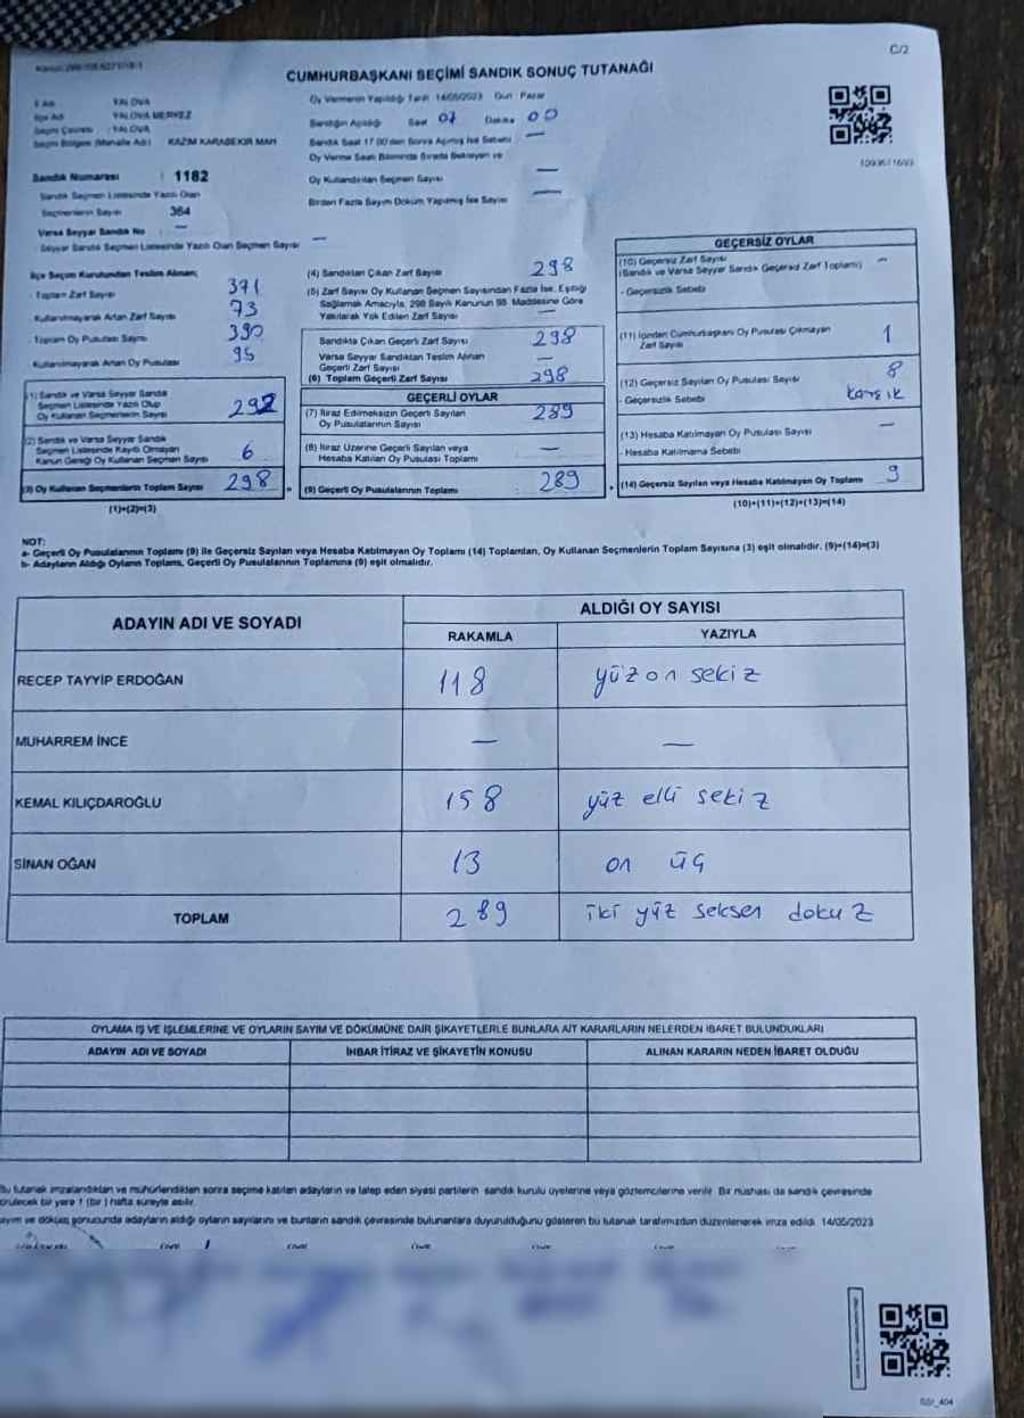 C/2
CUMHURBAŞKANI SEÇİMİ SANDIK SONUÇ TUTANAĞI
İl Adı YALOVA
İlçe Adı YALOVA MERKEZ
Seçim Çevresi : YALOVA
Seçim Bölgesi (Mahalle Adı) KAZIM KARABEKİR MAH
Sandık Numarası : 1182
Sandık Seçmen Listesinde Yazılı Olan
Seçmenlerin Sayısı 364
Varsa Seyyar Sandık No : —
Seyyar Sandık Seçmen Listesinde Yazılı Olan Seçmen Sayısı —
Oy Vermenin Yapıldığı Tarih 14/05/2023 Gün : Pazar
Sandığın Açıldığı Saat 07 Dakika 00
Sandık Saat 17:00'den Sonra Açılmış İse Sebebi —
Oy Verme Saati Bitiminde Sırada Bekleyen ve
Oy Kullandırılan Seçmen Sayısı —
Birden Fazla Sayım Döküm Yapılmış İse Sayısı —
İlçe Seçim Kurulundan Teslim Alınan;
- Toplam Zarf Sayısı 371
Kullanılmayarak Artan Zarf Sayısı 73
- Toplam Oy Pusulası Sayısı 390
Kullanılmayarak Artan Oy Pusulası 95
(1) Sandık ve Varsa Seyyar Sandık
Seçmen Listesinde Yazılı Olup
Oy Kullanan Seçmenlerin Sayısı 292
(2) Sandık ve Varsa Seyyar Sandık
Seçmen Listesinde Kayıtlı Olmayan
Kanun Gereği Oy Kullanan Seçmen Sayısı 6
(3) Oy Kullanan Seçmenlerin Toplam Sayısı 298
(1)+(2)=(3)
(4) Sandıktan Çıkan Zarf Sayısı 298
(5) Zarf Sayısı Oy Kullanan Seçmen Sayısından Fazla İse, Eşitliği
Sağlamak Amacıyla, 298 Sayılı Kanunun 98. Maddesine Göre
Yakılarak Yok Edilen Zarf Sayısı —
Sandıkta Çıkan Geçerli Zarf Sayısı 298
Varsa Seyyar Sandıktan Teslim Alınan
Geçerli Zarf Sayısı —
(6) Toplam Geçerli Zarf Sayısı 298
GEÇERLİ OYLAR
(7) İtiraz Edilmeksizin Geçerli Sayılan
Oy Pusulalarının Sayısı 289
(8) İtiraz Üzerine Geçerli Sayılan veya
Hesaba Katılan Oy Pusulası Toplamı —
(9) Geçerli Oy Pusulalarının Toplamı : 289
GEÇERSİZ OYLAR
(10) Geçersiz Zarf Sayısı
(Sandık ve Varsa Seyyar Sandık Geçersiz Zarf Toplamı) —
- Geçersizlik Sebebi
(11) İçinden Cumhurbaşkanı Oy Pusulası Çıkmayan
Zarf Sayısı 1
(12) Geçersiz Sayılan Oy Pusulası Sayısı 8
- Geçersizlik Sebebi karışık
(13) Hesaba Katılmayan Oy Pusulası Sayısı —
- Hesaba Katılmama Sebebi
(14) Geçersiz Sayılan veya Hesaba Katılmayan Oy Toplamı 9
(10)+(11)+(12)+(13)=(14)
NOT:
a- Geçerli Oy Pusulalarının Toplamı (9) ile Geçersiz Sayılan veya Hesaba Katılmayan Oy Toplamı (14) Toplamları, Oy Kullanan Seçmenlerin Toplam Sayısına (3) eşit olmalıdır. (9)+(14)=(3)
b- Adayların Aldığı Oyların Toplamı, Geçerli Oy Pusulalarının Toplamına (9) eşit olmalıdır.
ADAYIN ADI VE SOYADI
ALDIĞI OY SAYISI
RAKAMLA YAZIYLA
RECEP TAYYİP ERDOĞAN 118 yüz on sekiz
MUHARREM İNCE — —
KEMAL KILIÇDAROĞLU 158 yüz elli sekiz
SİNAN OĞAN 13 on üç
TOPLAM 289 iki yüz seksen dokuz
OYLAMA İŞ VE İŞLEMLERİNE VE OYLARIN SAYIM VE DÖKÜMÜNE DAİR ŞİKAYETLERLE BUNLARA AİT KARARLARIN NELERDEN İBARET BULUNDUKLARI
ADAYIN ADI VE SOYADI İHBAR İTİRAZ VE ŞİKAYETİN KONUSU ALINAN KARARIN NEDEN İBARET OLDUĞU
Bu tutanak imzalandıktan ve mühürlendikten sonra seçime katılan adayların ve talep eden siyasi partilerin sandık kurulu üyelerine veya gözlemcilerine verilir. Bir nüshası da sandık çevresinde
görülecek bir yere 1 (bir) hafta süreyle asılır.
ayım ve döküm sonucunda adayların aldığı oyların sayılarını ve bunların sandık çevresinde bulunanlara duyurulduğunu gösteren bu tutanak tarafımızdan düzenlenerek imza edildi. 14/05/2023